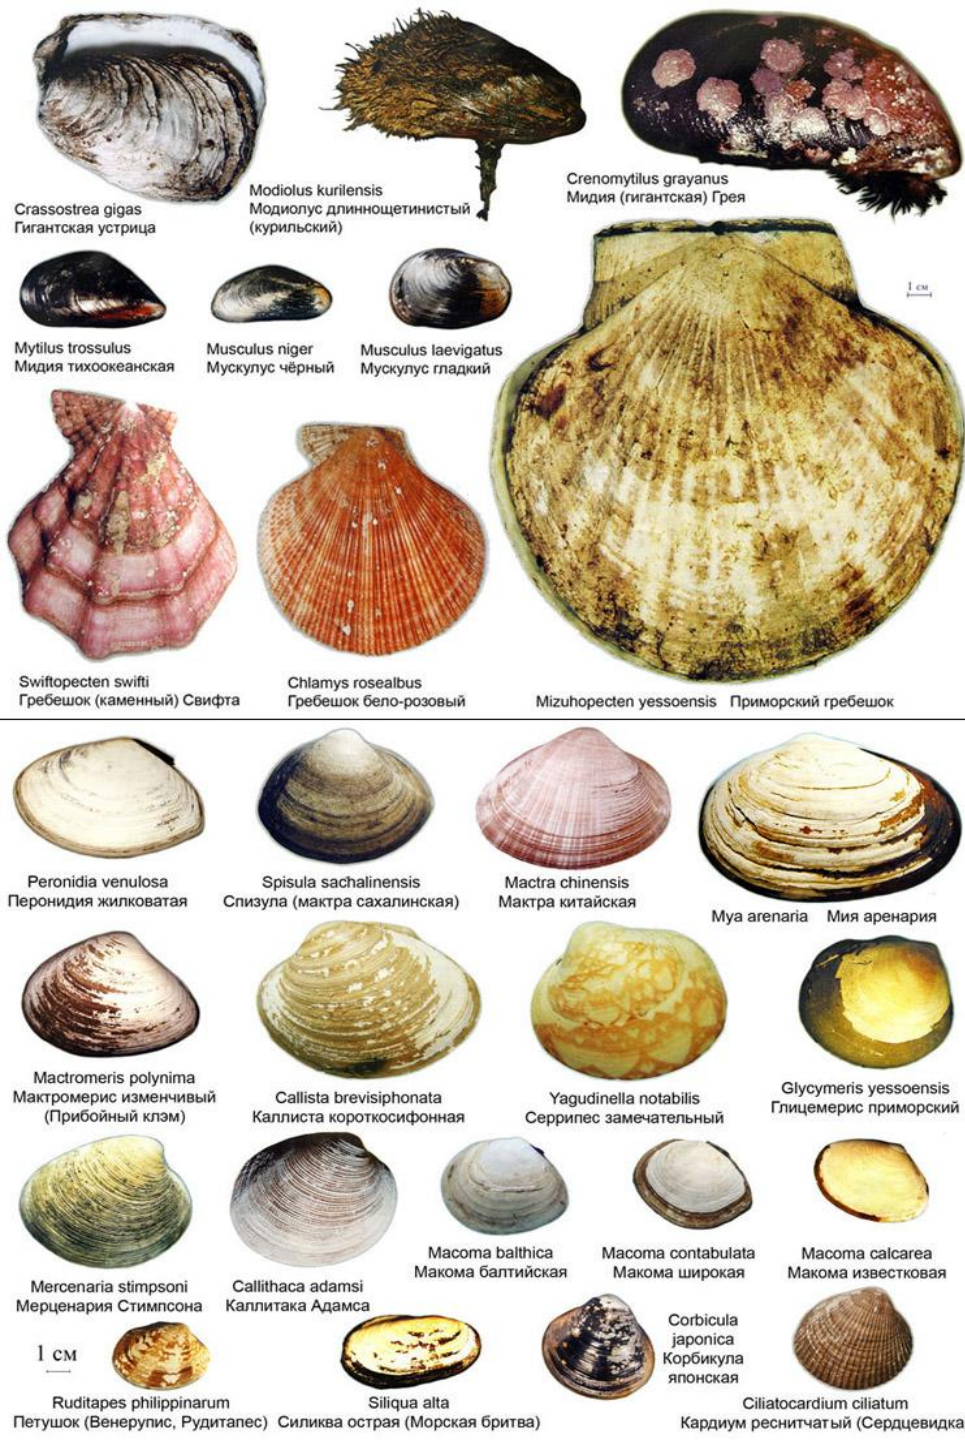 Crassostrea gigas
Гигантская устрица
Modiolus kurilensis
Модиолус длиннощетинистый
(курильский)
Crenomytilus grayanus
Мидия (гигантская) Грея
1 см
Mytilus trossulus
Мидия тихоокеанская
Musculus niger
Мускулус чёрный
Musculus laevigatus
Мускулус гладкий
Swiftopecten swifti
Гребешок (каменный) Свифта
Chlamys rosealbus
Гребешок бело-розовый
Mizuhopecten yessoensis Приморский гребешок
Peronidia venulosa
Перонидия жилковатая
Spisula sachalinensis
Спизула (мактра сахалинская)
Mactra chinensis
Мактра китайская
Mya arenaria Мия аренария
Mactromeris polynima
Мактромерис изменчивый
(Прибойный клэм)
Callista brevisiphonata
Каллиста короткосифонная
Yagudinella notabilis
Серрипес замечательный
Glycymeris yessoensis
Глицемерис приморский
Mercenaria stimpsoni
Мерценария Стимпсона
Callithaca adamsi
Каллитака Адамса
Macoma balthica
Макома балтийская
Macoma contabulata
Макома широкая
Macoma calcarea
Макома известковая
1 см
Ruditapes philippinarum
Петушок (Венерупис, Рудитапес)
Siliqua alta
Силиква острая (Морская бритва)
Corbicula
japonica
Корбикула
японская
Ciliatocardium ciliatum
Кардиум реснитчатый (Сердцевидка